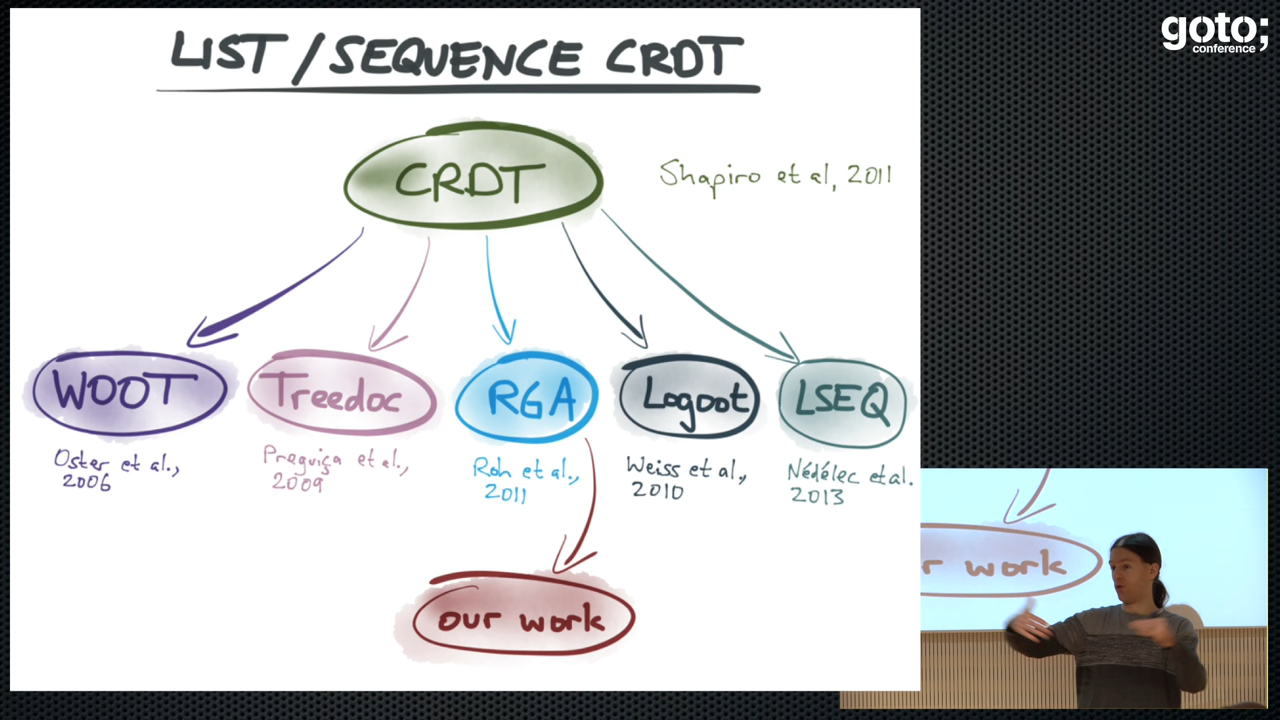 goto;
conference
LIST / SEQUENCE CRDT
CRDT
Shapiro et al, 2011
WOOT
Treedoc
RGA
Logoot
LSEQ
Oster et al.,
2006
Preguiça et al.,
2009
Roh et al.,
2011
Weiss et al.,
2010
Nédélec et al.
2013
our work
r work